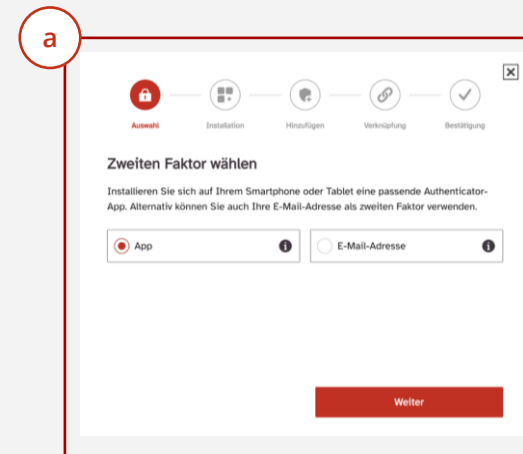 a
Auswahl Installation Hinzufügen Verknüpfung Bestätigung
Zweiten Faktor wählen
Installieren Sie sich auf Ihrem Smartphone oder Tablet eine passende Authenticator-
App. Alternativ können Sie auch Ihre E-Mail-Adresse als zweiten Faktor verwenden.
App E-Mail-Adresse
Weiter